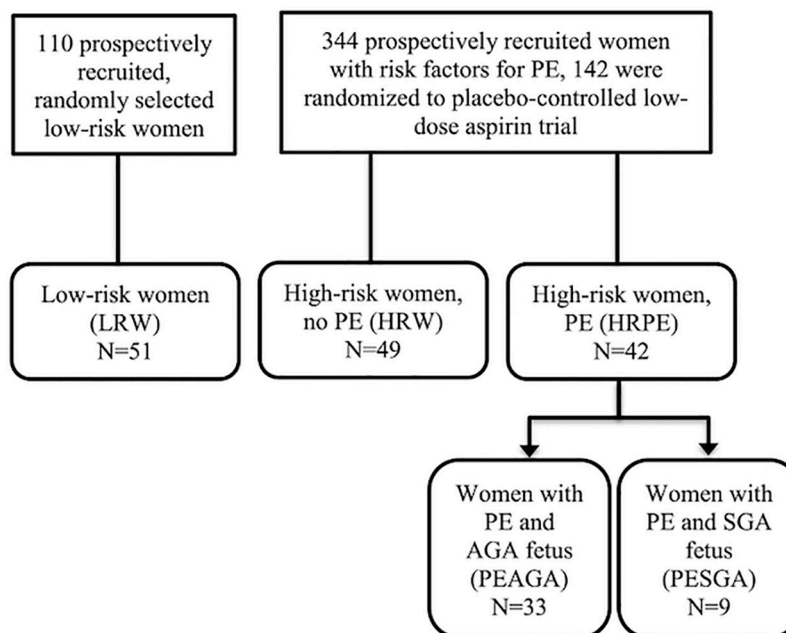 110 prospectively
recruited,
randomly selected
low-risk women
344 prospectively recruited women
with risk factors for PE, 142 were
randomized to placebo-controlled low-
dose aspirin trial
Low-risk women
(LRW)
N=51
High-risk women,
no PE (HRW)
N=49
High-risk women,
PE (HRPE)
N=42
Women with
PE and
AGA fetus
(PEAGA)
N=33
Women with
PE and SGA
fetus
(PESGA)
N=9